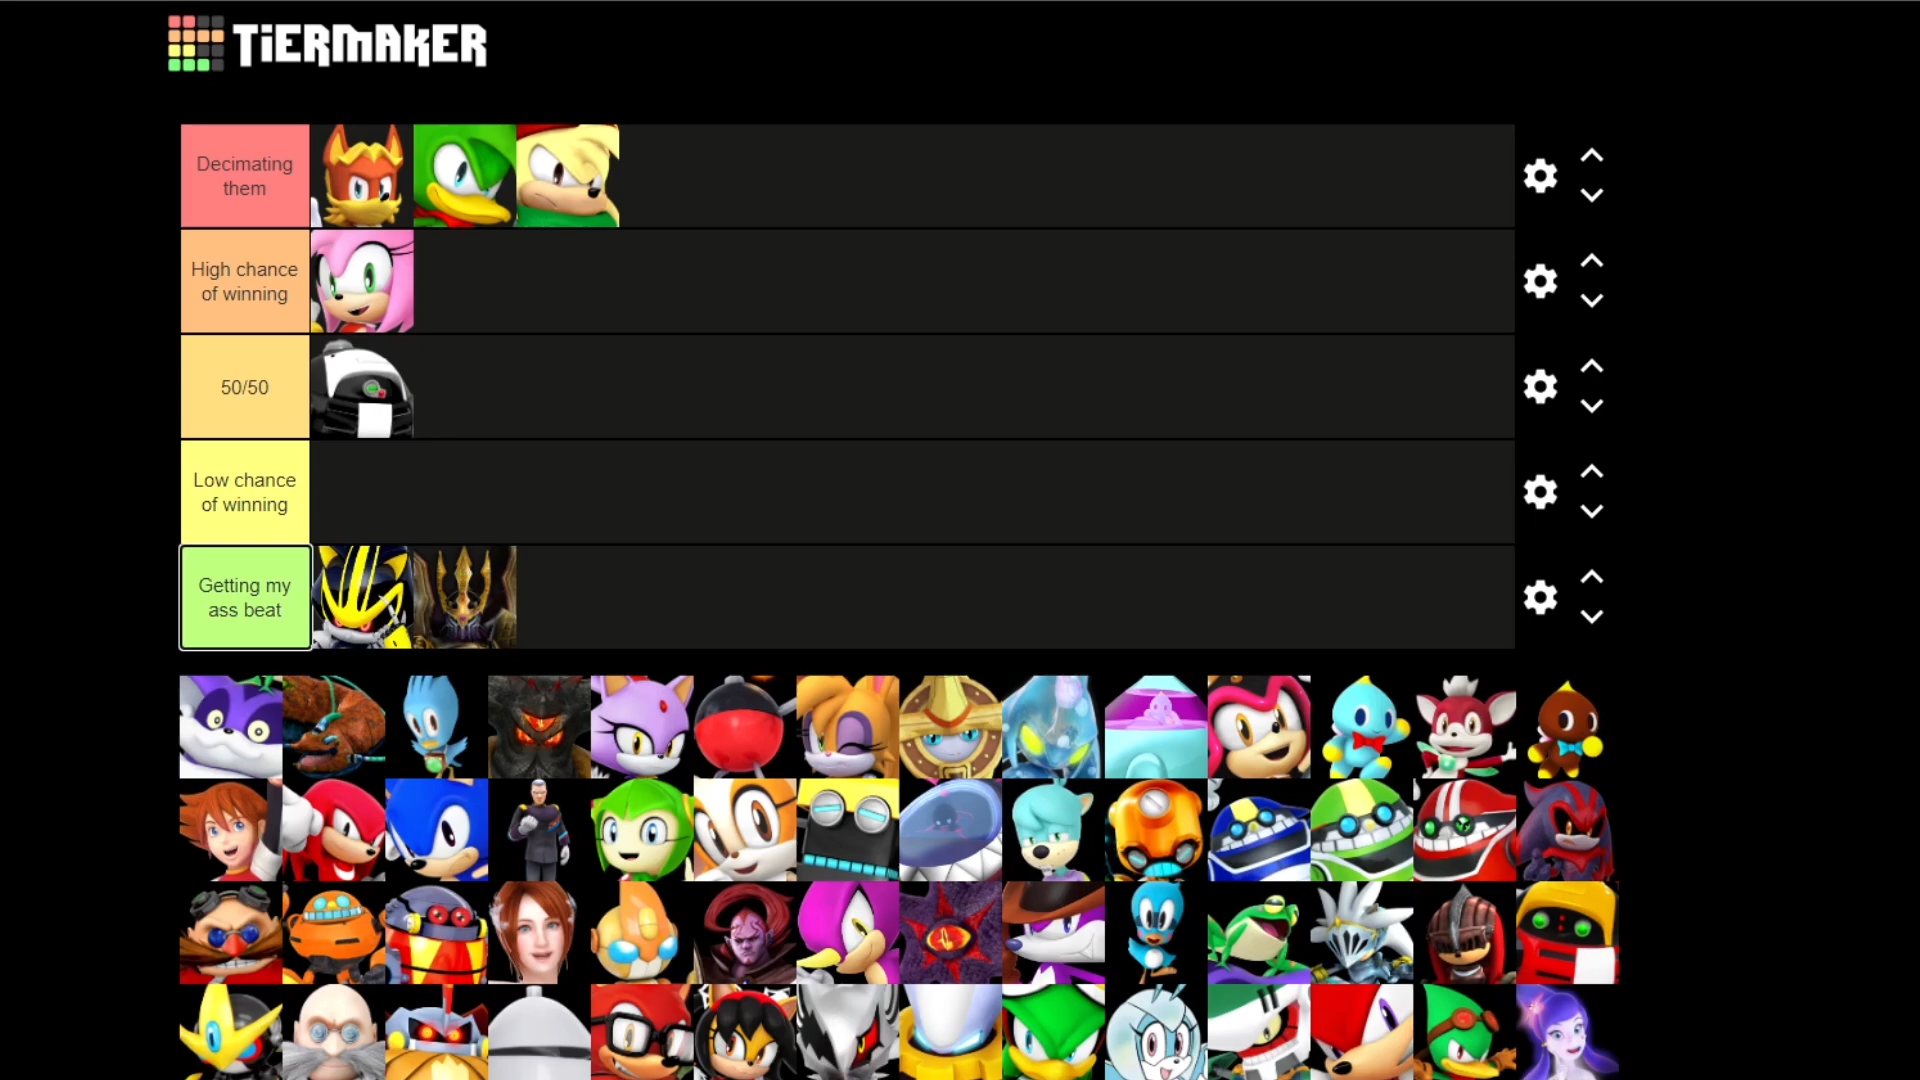 TiERMAKER
Decimating
them
High chance
of winning
50/50
Low chance
of winning
Getting my
ass beat